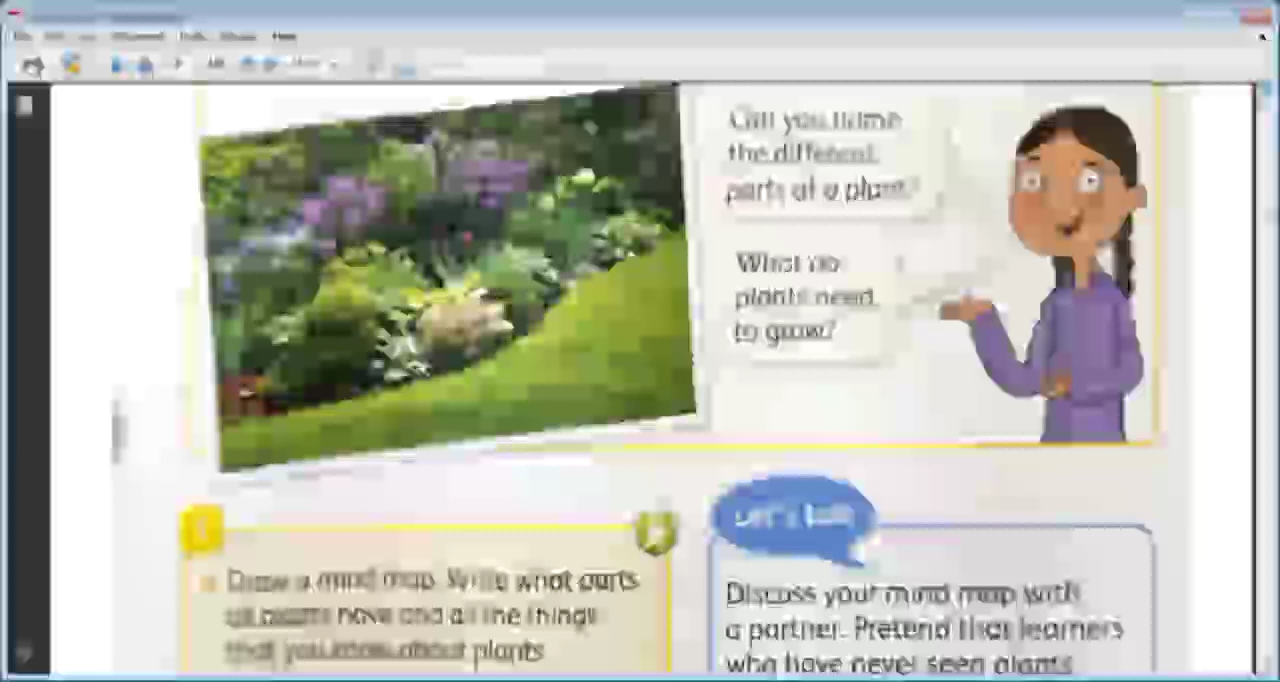 Can you name
the different
parts of a plant?
What do
plants need
to grow?
Let's talk
Draw a mind map. Write what parts
all plants have and all the things
that you know about plants
Discuss your mind map with
a partner. Pretend that learners
who have never seen plants